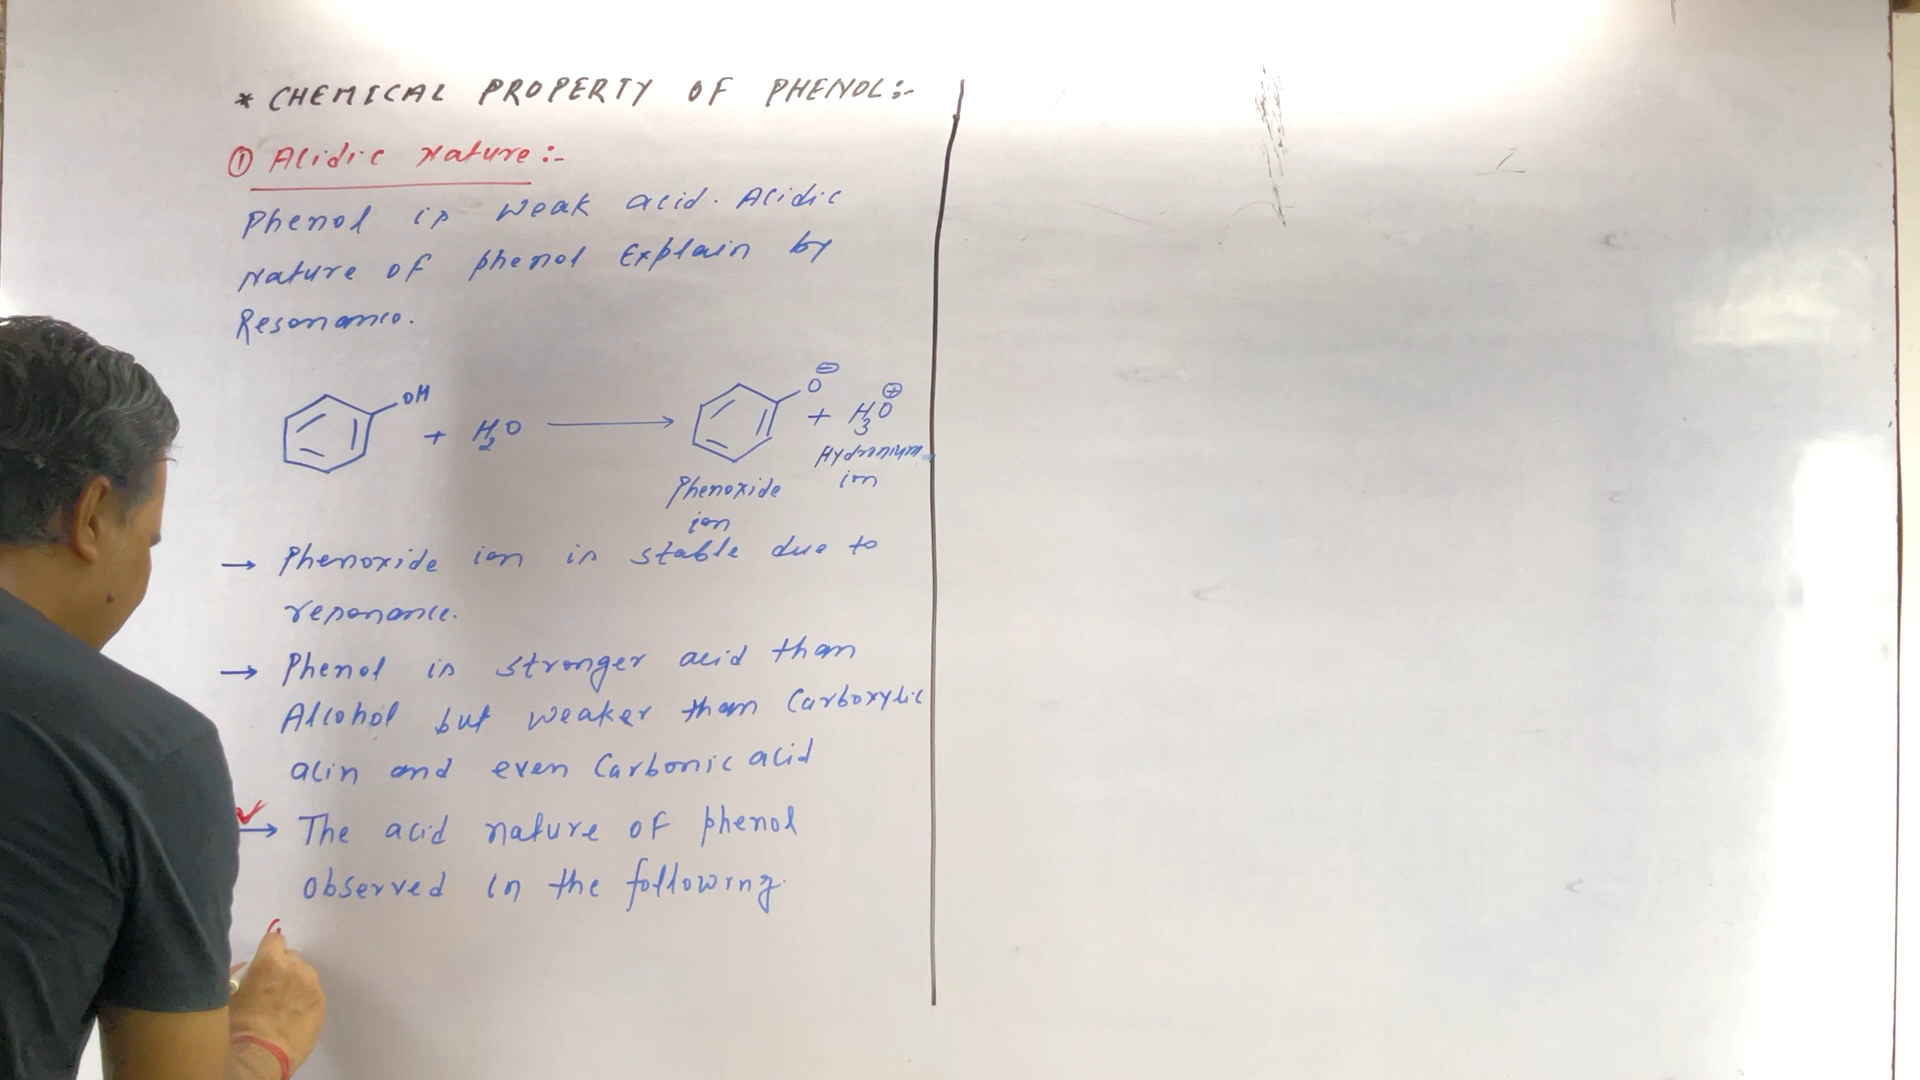 * CHEMICAL PROPERTY OF PHENOL:-
① Acidic Nature :-
Phenol is weak acid. Acidic
Nature of phenol Explain by
Resonance.
OH + H2O ⟶ O⊖ + H3O⊕
Phenoxide ion
Hydronium ion
→ Phenoxide ion is stable due to
resonance.
→ Phenol is stronger acid than
Alcohol but weaker than Carboxylic
acin and even Carbonic acid
✓ → The acid nature of phenol
observed in the following.